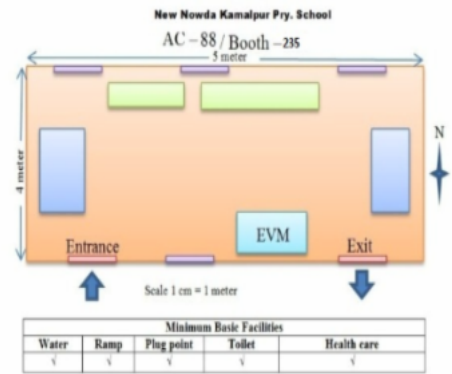 New Nowda Kamalpur Pry. School
AC – 88 / Booth –235
5 meter
4 meter
N
EVM
Entrance
Exit
Scale 1 cm = 1 meter
Minimum Basic Facilities
Water Ramp Plug point Toilet Health care
√ √ √ √ √